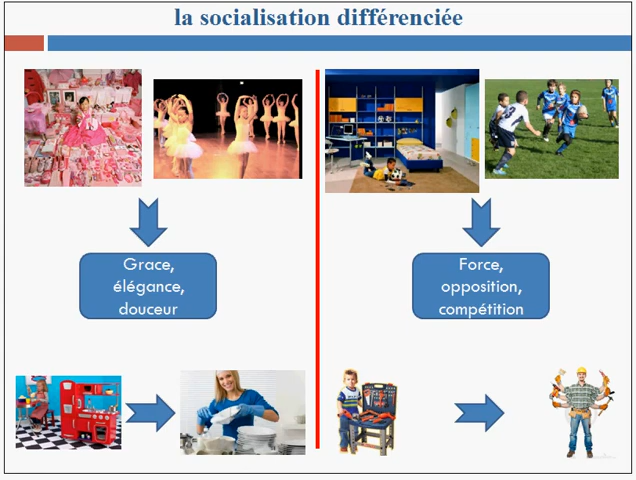 la socialisation différenciée
Grace,
élégance,
douceur
Force,
opposition,
compétition